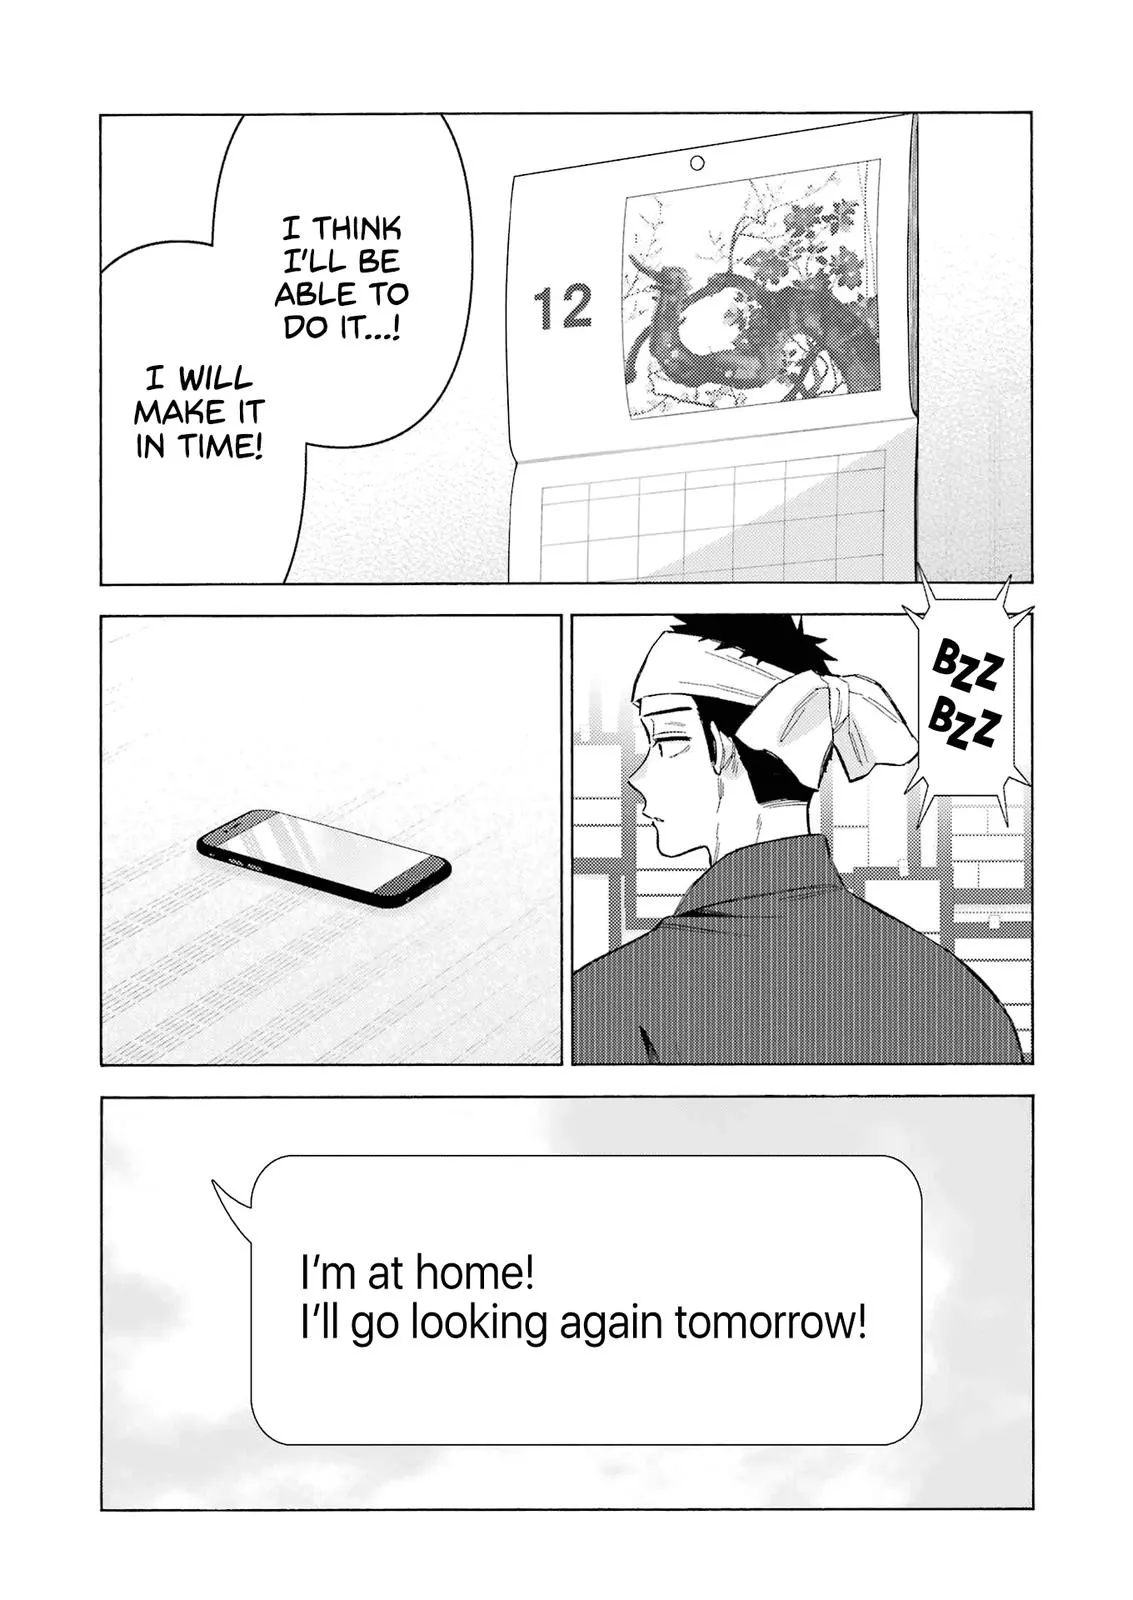 I THINK
I'LL BE
ABLE TO
DO IT...!
I WILL
MAKE IT
IN TIME!
12
BZZ
BZZ
I'm at home!
I'll go looking again tomorrow!